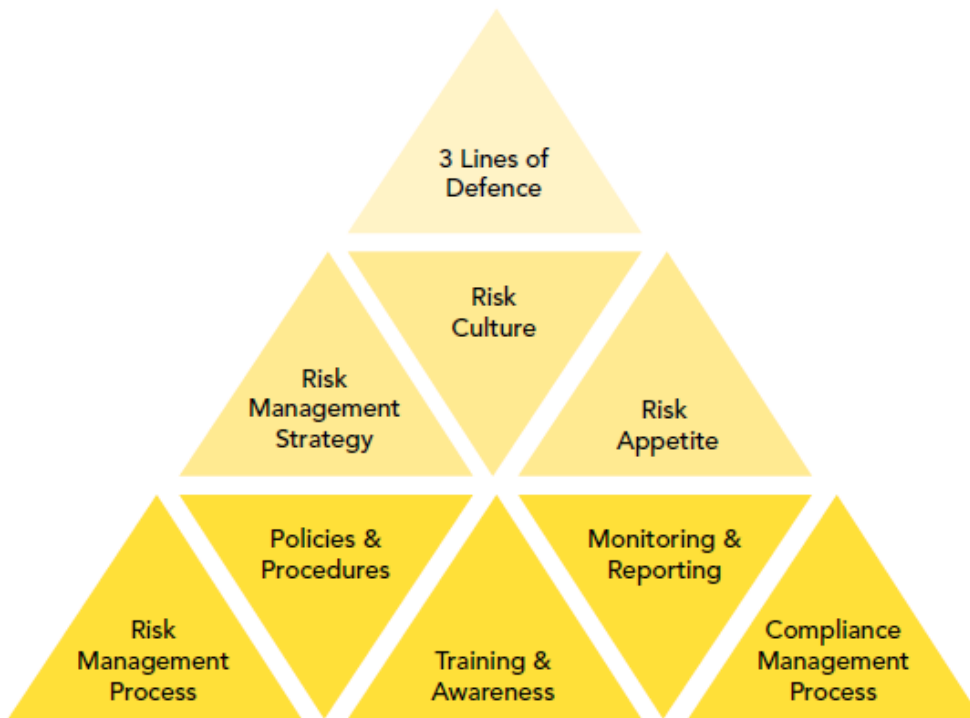 3 Lines of
Defence
Risk
Culture
Risk
Management
Strategy
Risk
Appetite
Policies &
Procedures
Monitoring &
Reporting
Risk
Management
Process
Training &
Awareness
Compliance
Management
Process